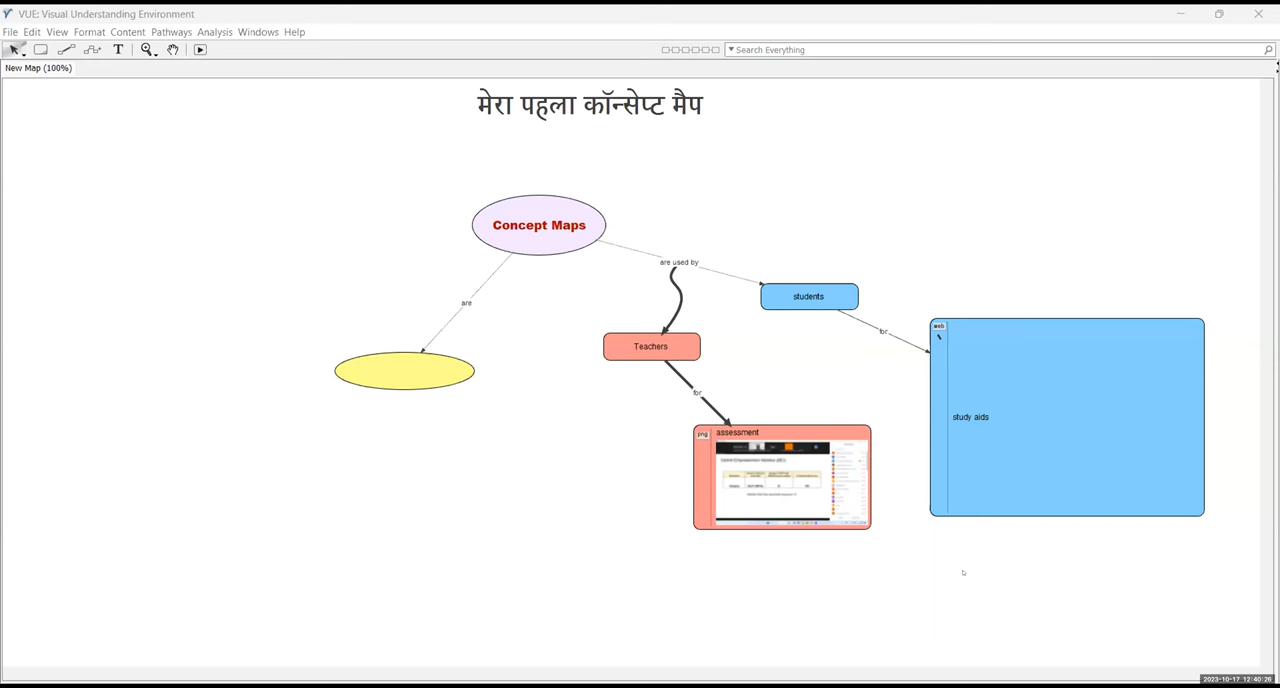 VUE: Visual Understanding Environment
File Edit View Format Content Pathways Analysis Windows Help
T
Search Everything
New Map (100%)
मेरा पहला कॉन्सेप्ट मैप
Concept Maps
are used by
students
are
for
web
Teachers
study aids
for
png
assessment
2023-10-17 12:40:26